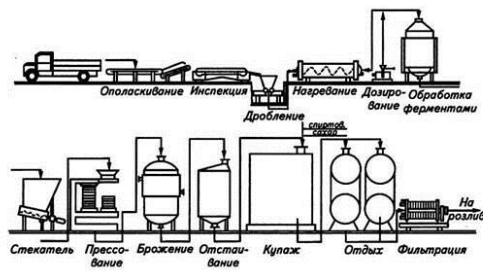 Ополаскивание Инспекция Нагревание Дозиро-
вание Обработка
ферментами
Дробление
спиртов.
сахар
На
розлив
Стекатель Прессо-
вание Брожение Отстаи-
вание Купаж Отдых Фильтрация